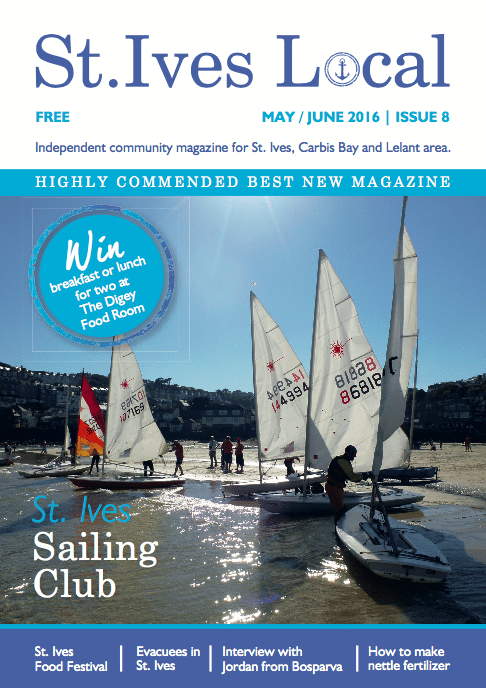 St.Ives Local
FREE
MAY / JUNE 2016 | ISSUE 8
Independent community magazine for St. Ives, Carbis Bay and Lelant area.
HIGHLY COMMENDED BEST NEW MAGAZINE
Win
breakfast or lunch
for two at
The Digey
Food Room
St. Ives
Sailing
Club
St. Ives
Food Festival
Evacuees in
St. Ives
Interview with
Jordan from Bosparva
How to make
nettle fertilizer